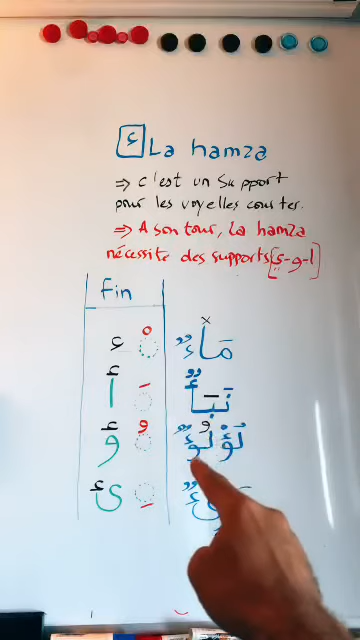 ء La hamza
⇒ c'est un support
pour les voyelles courtes.
⇒ A son tour, la hamza
nécessite des supports [ا-و-ي]
Fin
ء مَاءٌ
أ نَبَأٌ
ؤ لُؤْلُؤٌ
ئ